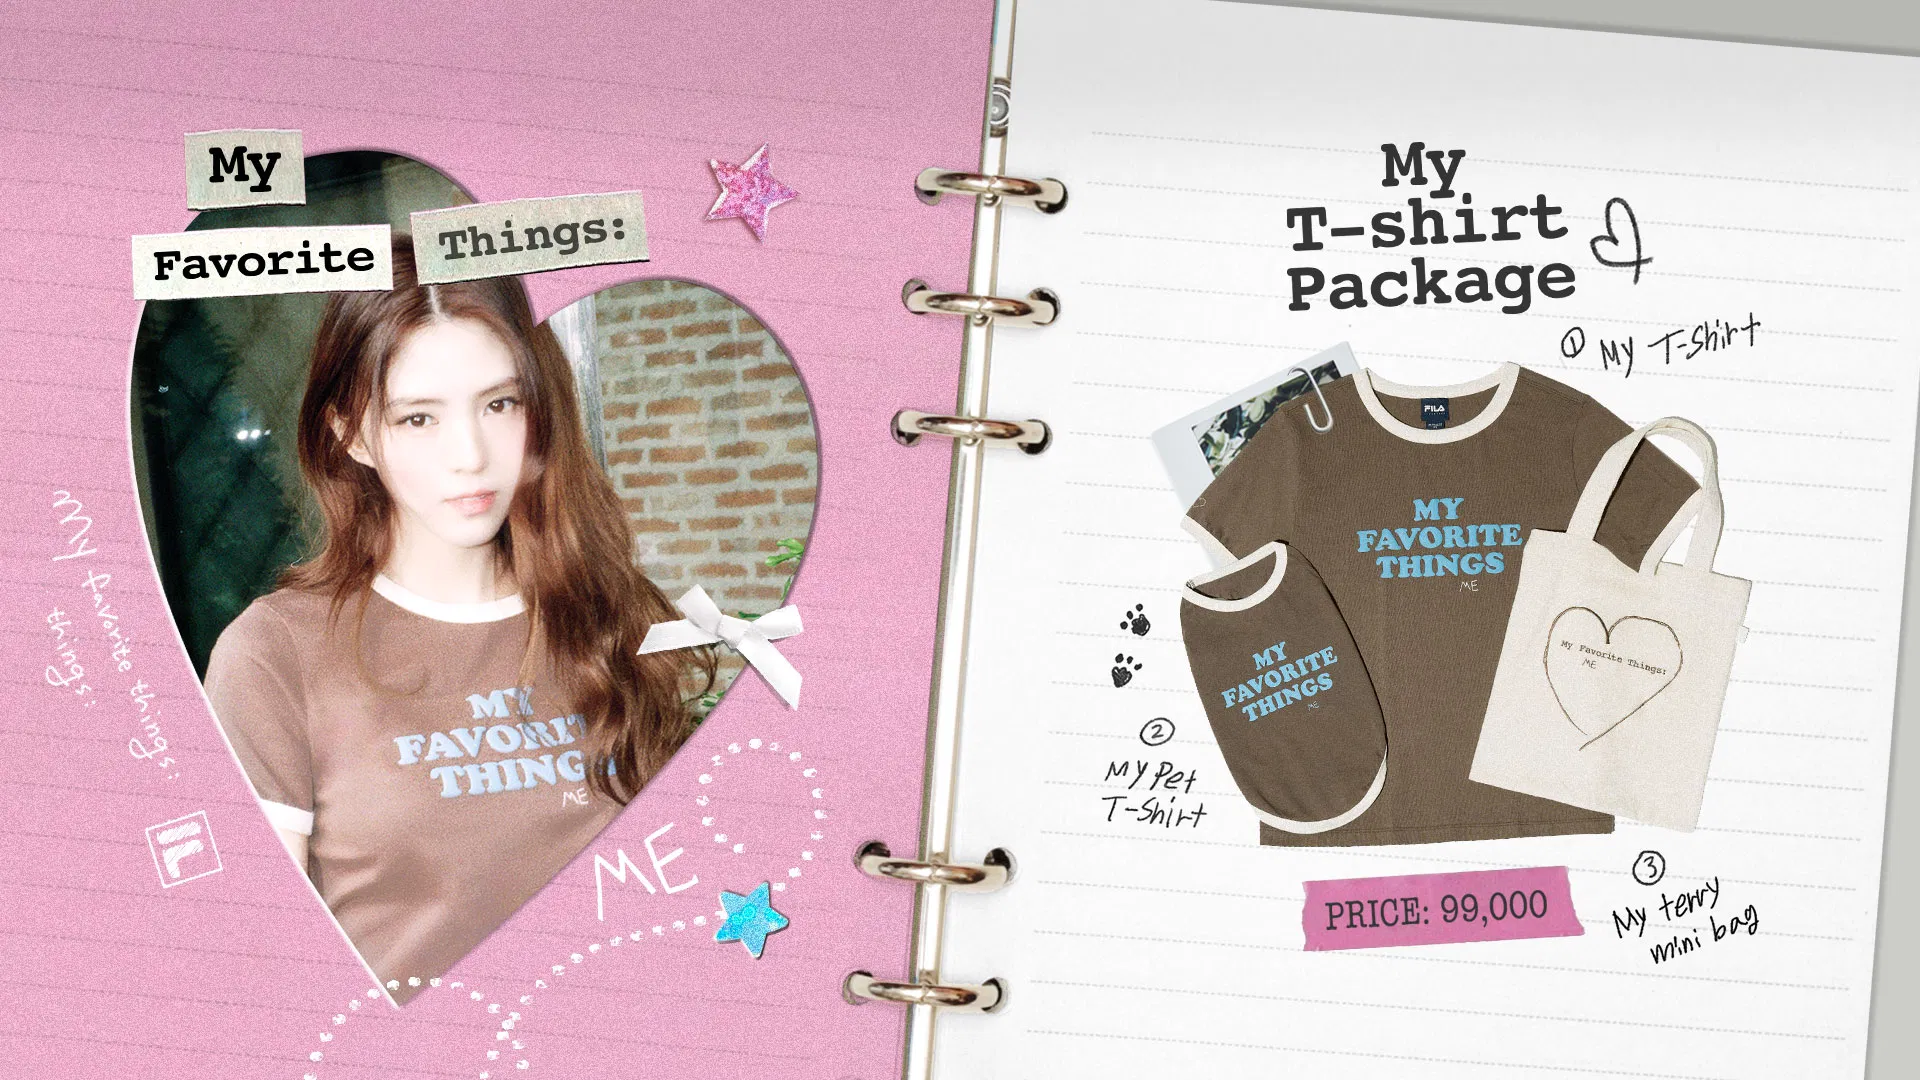 My
Favorite
Things:
My favorite things:
things:
MY
FAVORIT
THING
ME
F
ME
My
T-shirt
Package
① My T-Shirt
FILA
MY
FAVORITE
THINGS
ME
MY
FAVORITE
THINGS
ME
My Favorite Things:
ME
②
My Pet
T-Shirt
PRICE: 99,000
③
My terry
mini bag